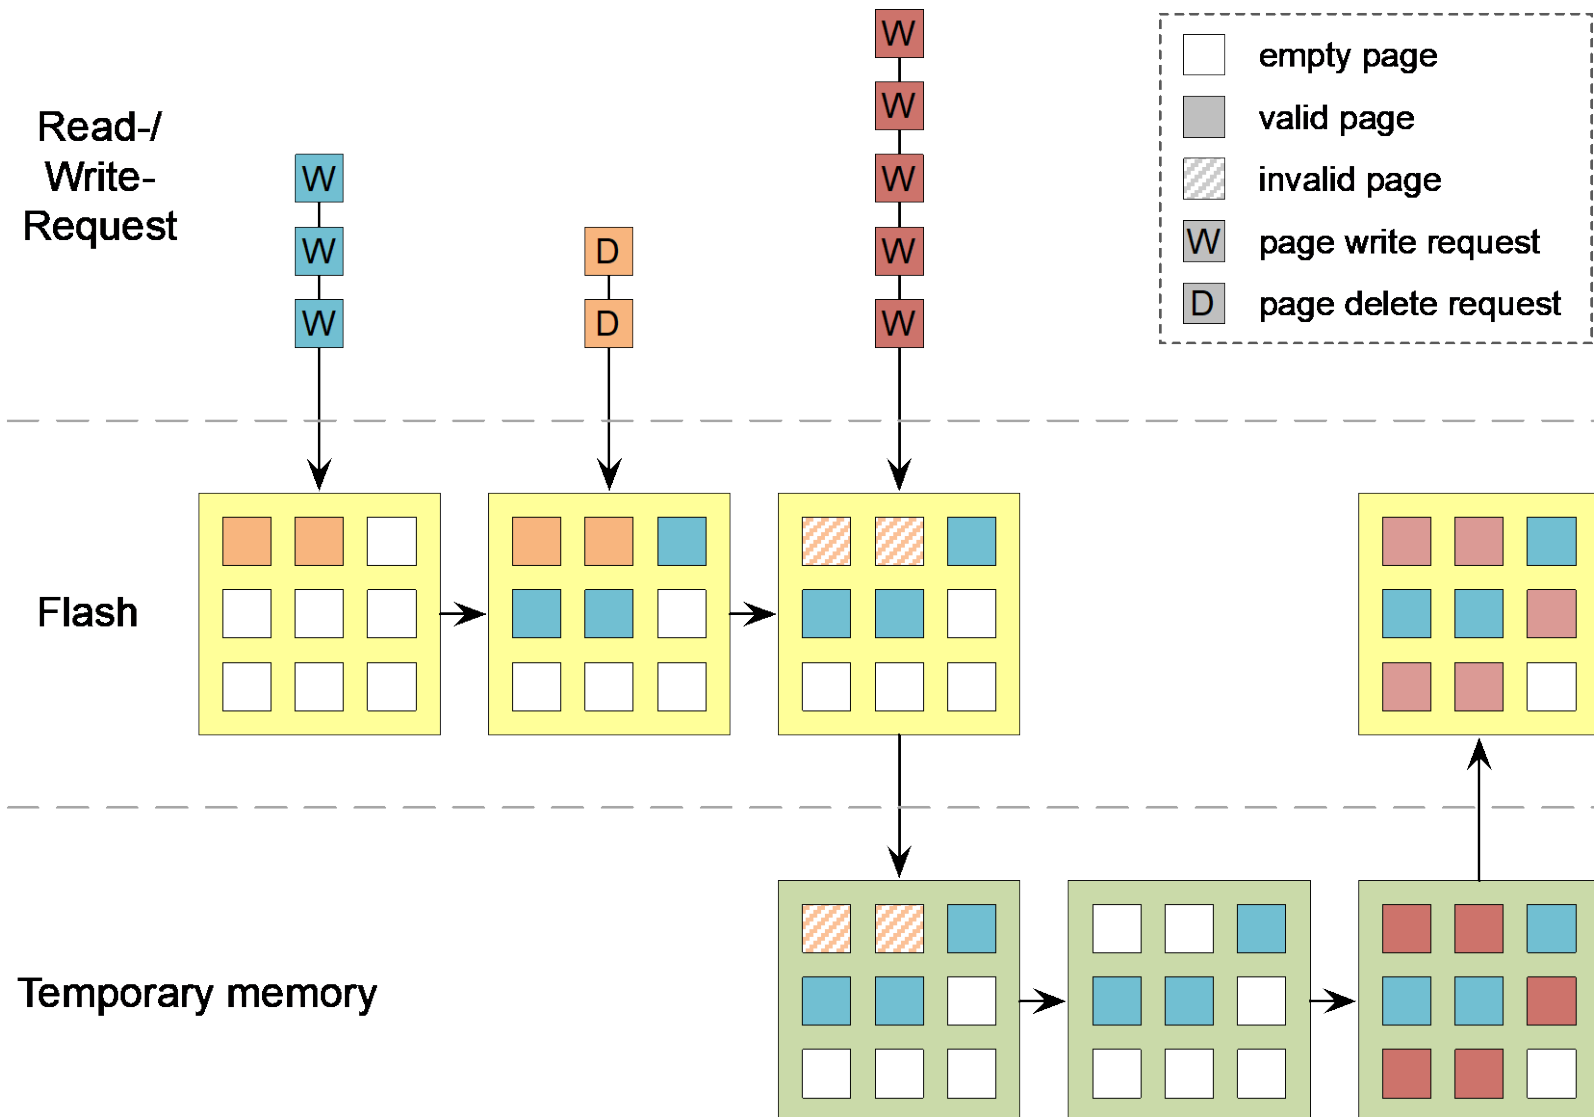 W
W
W
W
W
W
W
W
D
D
Read-/
Write-
Request
empty page
valid page
invalid page
W page write request
D page delete request
Flash
Temporary memory